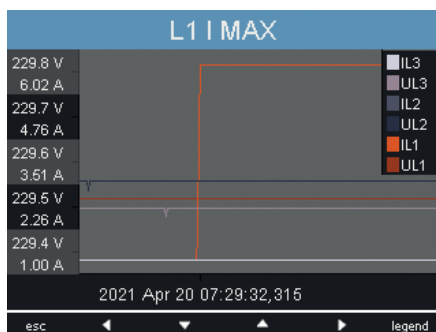 L1 I MAX
229.8 V
6.02 A
229.7 V
4.76 A
229.6 V
3.51 A
229.5 V
2.26 A
229.4 V
1.00 A
IL3
UL3
IL2
UL2
IL1
UL1
2021 Apr 20 07:29:32,315
esc
legend